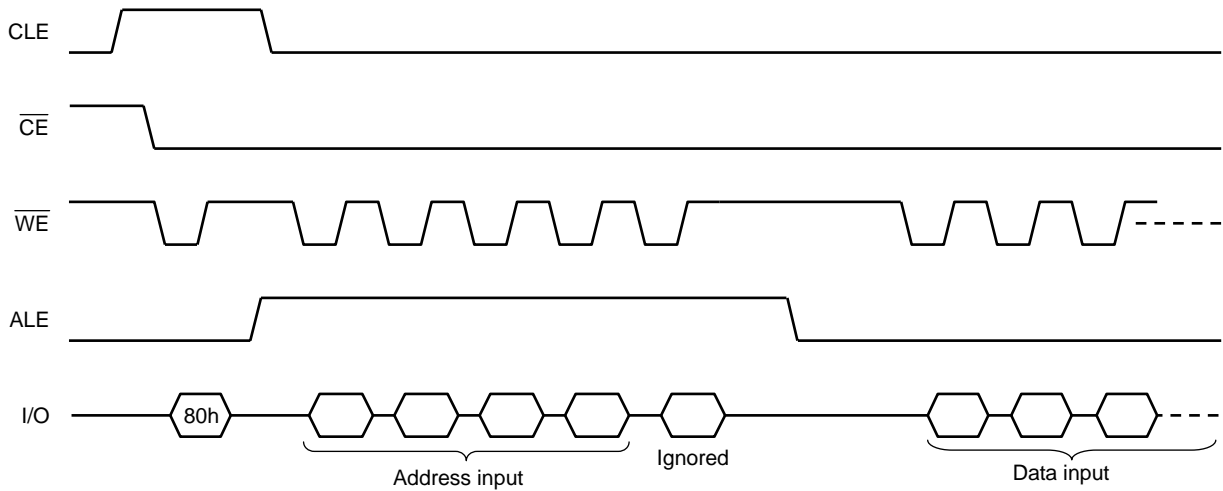 CLE
CE
WE
ALE
I/O
80h
Address input
Ignored
Data input